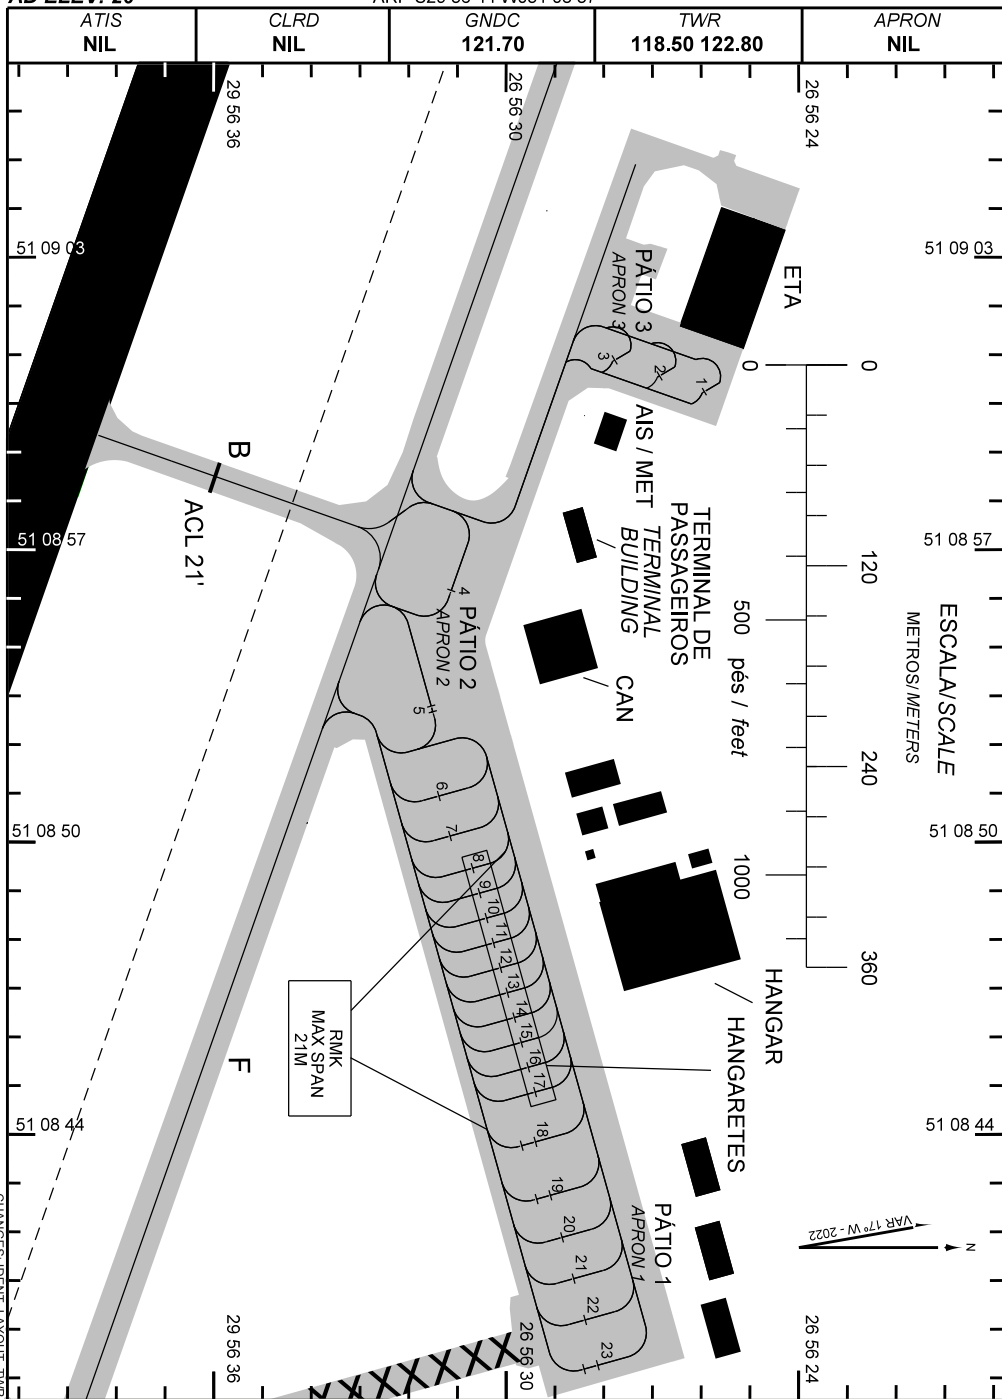 AD ELEV.
ATIS
NIL
CLRD
NIL
GNDC
121.70
TWR
118.50 122.80
APRON
NIL
29 56 36
26 56 30
26 56 24
51 09 03
51 09 03
ETA
PÁTIO 3
APRON 3
1
2
3
AIS / MET
B
ACL 21'
TERMINAL DE
PASSAGEIROS
TERMINAL
BUILDING
51 08 57
51 08 57
0
0
120
240
360
500
pés / feet
1000
ESCALA/SCALE
METROS/METERS
4
PÁTIO 2
APRON 2
5
CAN
51 08 50
51 08 50
6
7
8
9
10
11
12
13
14
15
16
17
18
19
20
21
22
23
HANGAR
HANGARETES
F
RMK
MAX SPAN
21M
51 08 44
51 08 44
PÁTIO 1
APRON 1
VAR 17° W - 2022
N
29 56 36
26 56 30
26 56 24